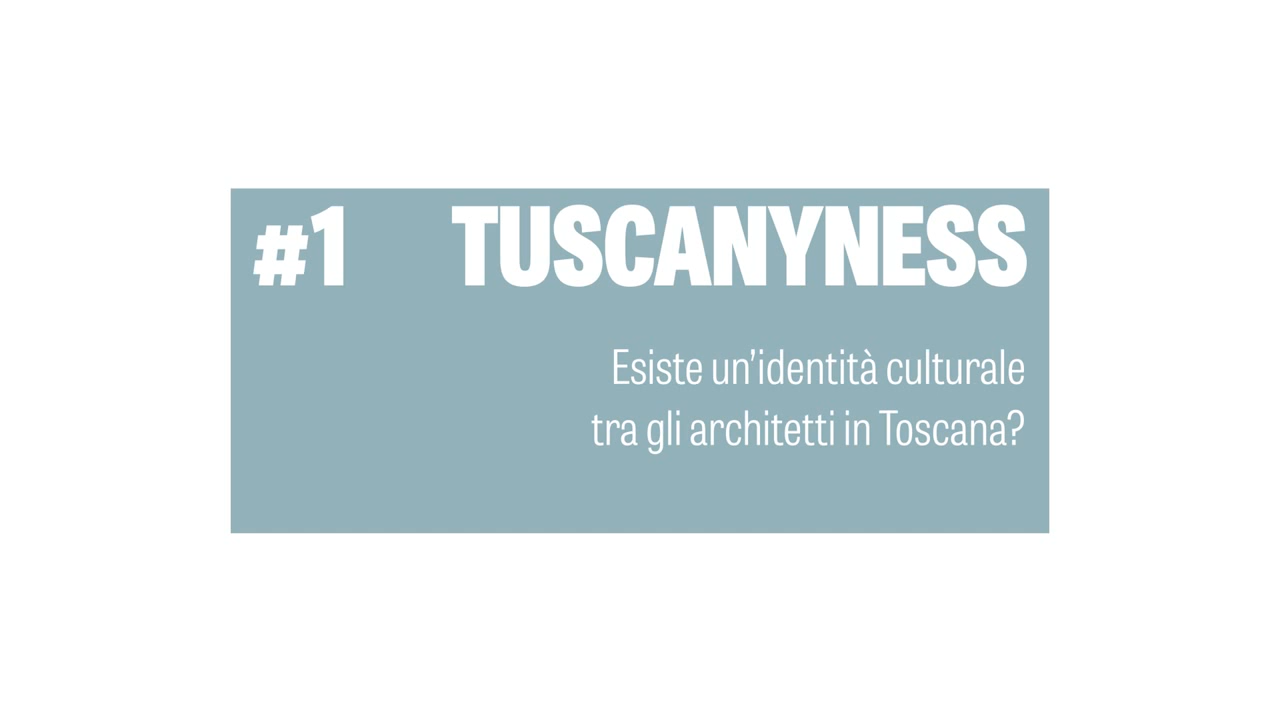 #1 TUSCANYNESS
Esiste un’identità culturale
tra gli architetti in Toscana?